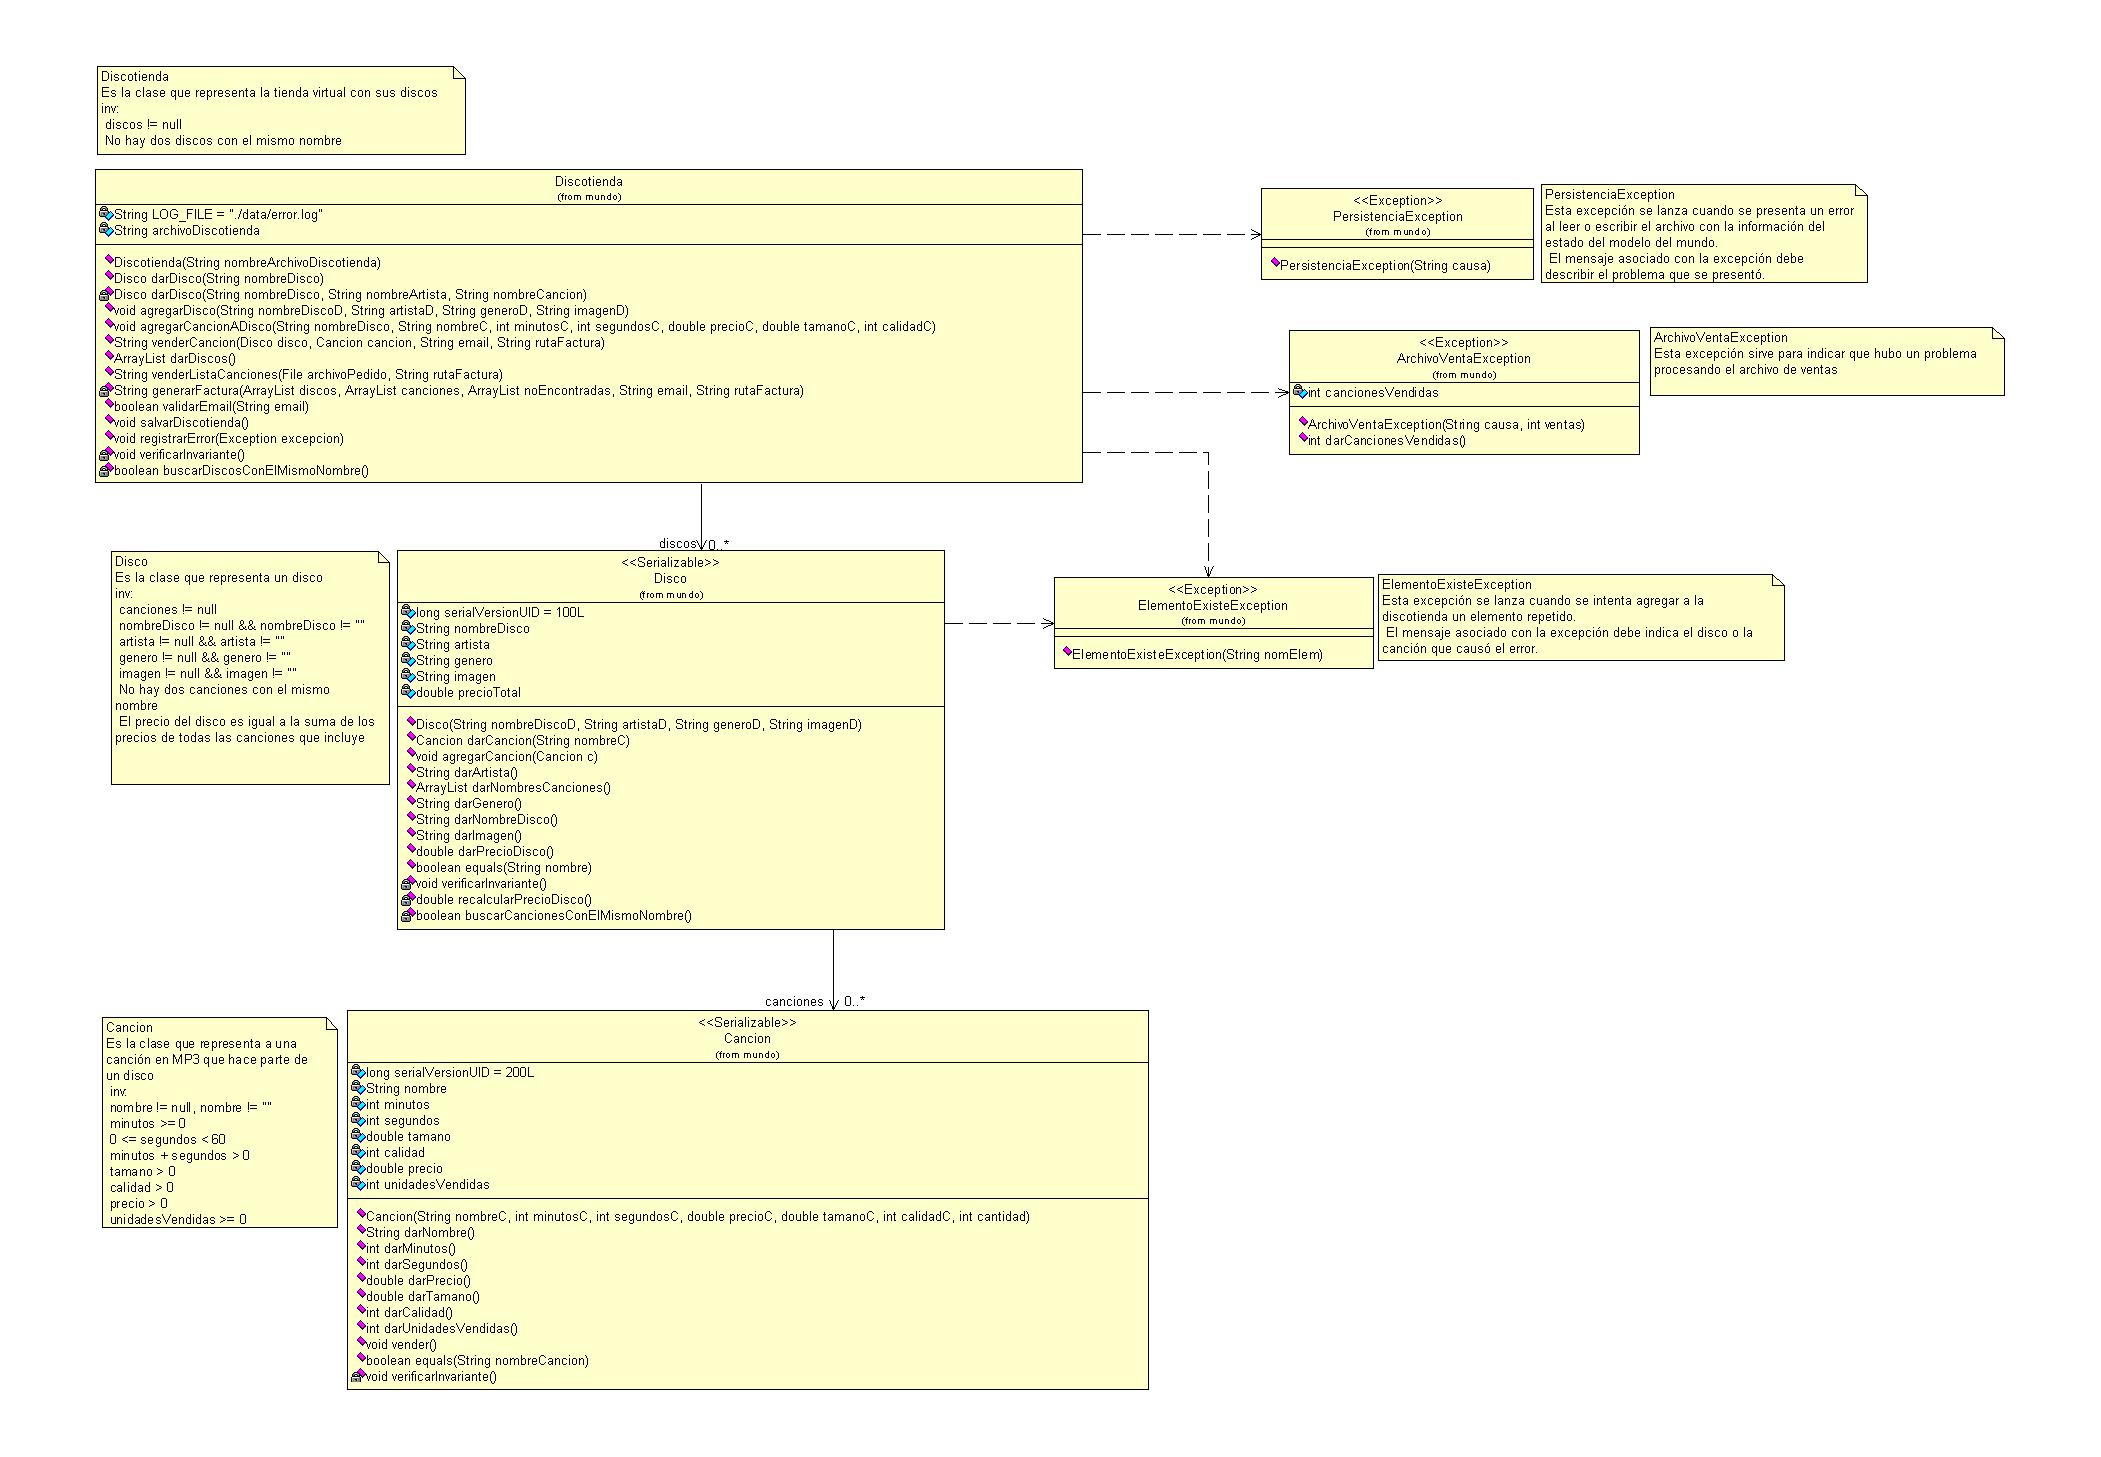 Discotienda
Es la clase que representa la tienda virtual con sus discos
inv:
discos != null
No hay dos discos con el mismo nombre
Discotienda
(from mundo)
String LOG_FILE = "./data/error.log"
String archivoDiscotienda
Discotienda(String nombreArchivoDiscotienda)
Disco darDisco(String nombreDisco)
Disco darDisco(String nombreDisco, String nombreArtista, String nombreCancion)
void agregarDisco(String nombreDiscoD, String artistaD, String generoD, String imagenD)
void agregarCancionADisco(String nombreDisco, String nombreC, int minutosC, int segundosC, double precioC, double tamanoC, int calidadC)
String venderCancion(Disco disco, Cancion cancion, String email, String rutaFactura)
ArrayList darDiscos()
String venderListaCanciones(File archivoPedido, String rutaFactura)
String generarFactura(ArrayList discos, ArrayList canciones, ArrayList noEncontradas, String email, String rutaFactura)
boolean validarEmail(String email)
void salvarDiscotienda()
void registrarError(Exception excepcion)
void verificarInvariante()
boolean buscarDiscosConElMismoNombre()
<<Exception>>
PersistenciaException
(from mundo)
PersistenciaException(String causa)
PersistenciaException
Esta excepción se lanza cuando se presenta un error
al leer o escribir el archivo con la información del
estado del modelo del mundo.
El mensaje asociado con la excepción debe
describir el problema que se presentó.
<<Exception>>
ArchivoVentaException
(from mundo)
int cancionesVendidas
ArchivoVentaException(String causa, int ventas)
int darCancionesVendidas()
ArchivoVentaException
Esta excepción sirve para indicar que hubo un problema
procesando el archivo de ventas
discos 0..*
Disco
Es la clase que representa un disco
inv:
canciones != null
nombreDisco != null && nombreDisco != ""
artista != null && artista != ""
genero != null && genero != ""
imagen != null && imagen != ""
No hay dos canciones con el mismo
nombre
El precio del disco es igual a la suma de los
precios de todas las canciones que incluye
<<Serializable>>
Disco
(from mundo)
long serialVersionUID = 100L
String nombreDisco
String artista
String genero
String imagen
double precioTotal
Disco(String nombreDiscoD, String artistaD, String generoD, String imagenD)
Cancion darCancion(String nombreC)
void agregarCancion(Cancion c)
String darArtista()
ArrayList darNombresCanciones()
String darGenero()
String darNombreDisco()
String darImagen()
double darPrecioDisco()
boolean equals(String nombre)
void verificarInvariante()
double recalcularPrecioDisco()
boolean buscarCancionesConElMismoNombre()
<<Exception>>
ElementoExisteException
(from mundo)
ElementoExisteException(String nomElem)
ElementoExisteException
Esta excepción se lanza cuando se intenta agregar a la
discotienda un elemento repetido.
El mensaje asociado con la excepción debe indica el disco o la
canción que causó el error.
canciones 0..*
Cancion
Es la clase que representa a una
canción en MP3 que hace parte de
un disco
inv:
nombre != null, nombre != ""
minutos >= 0
0 <= segundos < 60
minutos + segundos > 0
tamano > 0
calidad > 0
precio > 0
unidadesVendidas >= 0
<<Serializable>>
Cancion
(from mundo)
long serialVersionUID = 200L
String nombre
int minutos
int segundos
double tamano
int calidad
double precio
int unidadesVendidas
Cancion(String nombreC, int minutosC, int segundosC, double precioC, double tamanoC, int calidadC, int cantidad)
String darNombre()
int darMinutos()
int darSegundos()
double darPrecio()
double darTamano()
int darCalidad()
int darUnidadesVendidas()
void vender()
boolean equals(String nombreCancion)
void verificarInvariante()